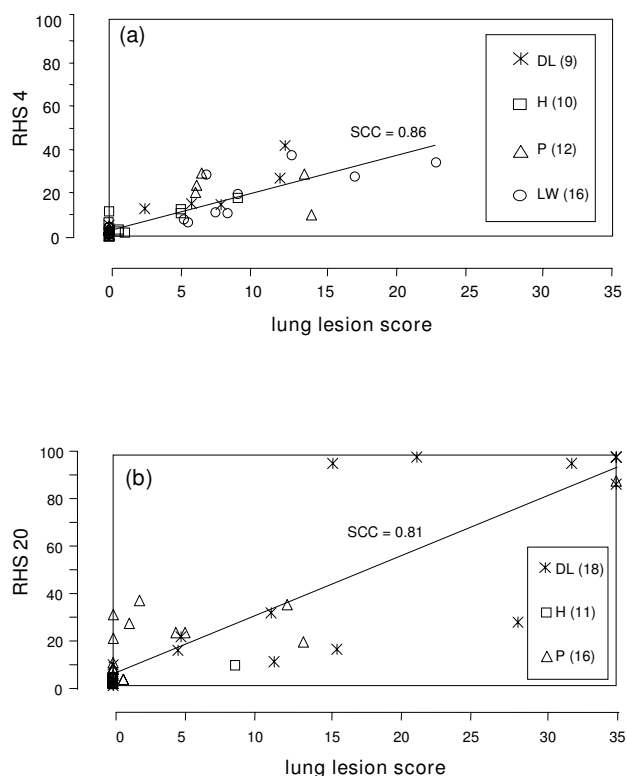 (a)
100
80
60
40
20
0
RHS 4
SCC = 0.86
DL (9)
H (10)
P (12)
LW (16)
0 5 10 15 20 25 30 35
lung lesion score
(b)
100
80
60
40
20
0
RHS 20
SCC = 0.81
DL (18)
H (11)
P (16)
0 5 10 15 20 25 30 35
lung lesion score